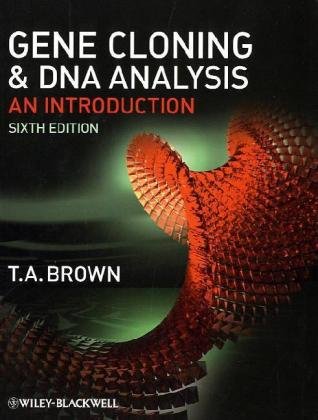 GENE CLONING
& DNA ANALYSIS
AN INTRODUCTION
SIXTH EDITION
T.A. BROWN
WILEY-BLACKWELL